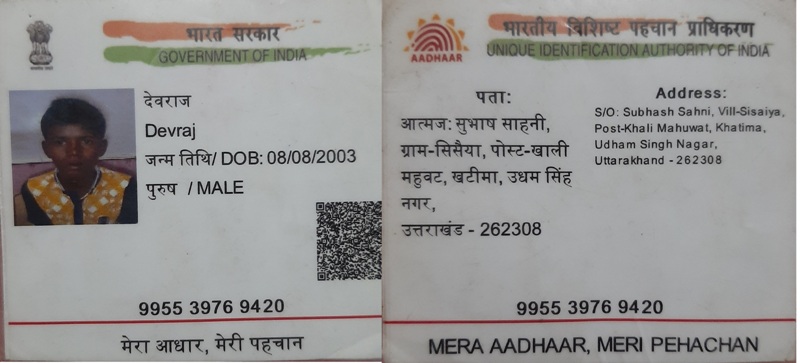 भारत सरकार
GOVERNMENT OF INDIA
देवराज
Devraj
जन्म तिथि/ DOB: 08/08/2003
पुरुष / MALE
9955 3976 9420
मेरा आधार, मेरी पहचान
भारतीय विशिष्ट पहचान प्राधिकरण
UNIQUE IDENTIFICATION AUTHORITY OF INDIA
AADHAAR
पता:
आत्मज: सुभाष साहनी,
ग्राम-सिसैया, पोस्ट-खाली
महुवट, खटीमा, उधम सिंह
नगर,
उत्तराखंड - 262308
Address:
S/O: Subhash Sahni, Vill-Sisaiya,
Post-Khali Mahuwat, Khatima,
Udham Singh Nagar,
Uttarakhand - 262308
9955 3976 9420
MERA AADHAAR, MERI PEHACHAN